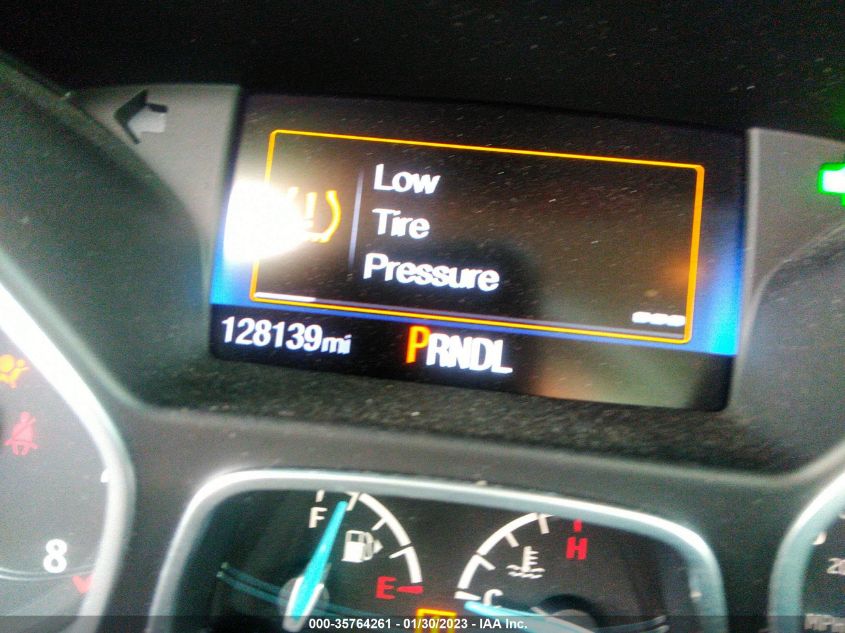 Low
Tire
Pressure
128139mi PRNDL
F
E
H
C
8
000-35764261 - 01/30/2023 - IAA Inc.